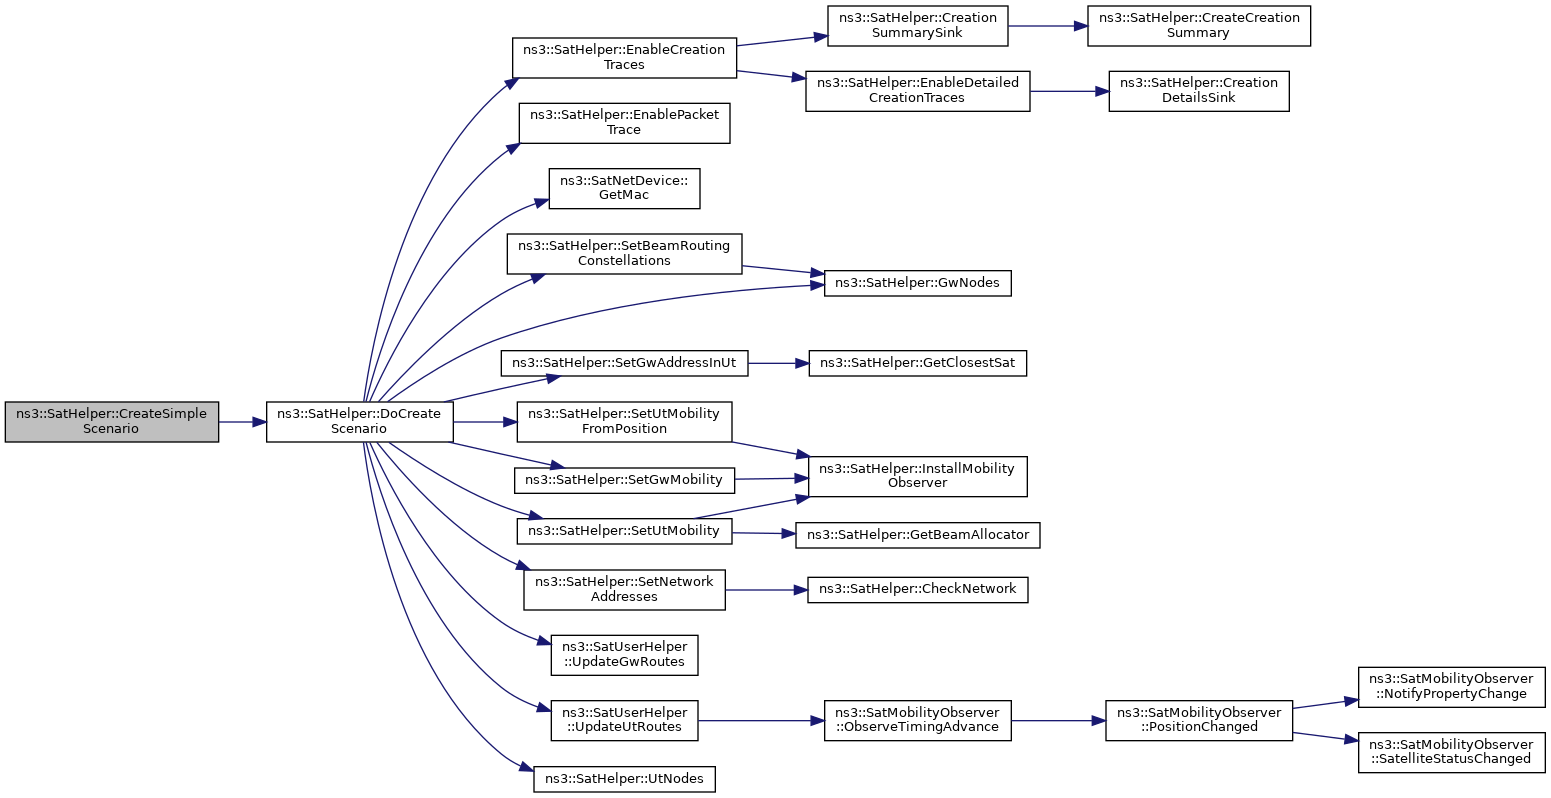 ns3::SatHelper::CreateSimple
Scenario
ns3::SatHelper::DoCreate
Scenario
ns3::SatHelper::EnableCreation
Traces
ns3::SatHelper::Creation
SummarySink
ns3::SatHelper::CreateCreation
Summary
ns3::SatHelper::EnableDetailed
CreationTraces
ns3::SatHelper::Creation
DetailsSink
ns3::SatHelper::EnablePacket
Trace
ns3::SatNetDevice::
GetMac
ns3::SatHelper::SetBeamRouting
Constellations
ns3::SatHelper::GwNodes
ns3::SatHelper::SetGwAddressInUt
ns3::SatHelper::GetClosestSat
ns3::SatHelper::SetUtMobility
FromPosition
ns3::SatHelper::InstallMobility
Observer
ns3::SatHelper::SetGwMobility
ns3::SatHelper::SetUtMobility
ns3::SatHelper::GetBeamAllocator
ns3::SatHelper::SetNetwork
Addresses
ns3::SatHelper::CheckNetwork
ns3::SatUserHelper
::UpdateGwRoutes
ns3::SatUserHelper
::UpdateUtRoutes
ns3::SatMobilityObserver
::ObserveTimingAdvance
ns3::SatMobilityObserver
::PositionChanged
ns3::SatMobilityObserver
::NotifyPropertyChange
ns3::SatMobilityObserver
::SatelliteStatusChanged
ns3::SatHelper::UtNodes